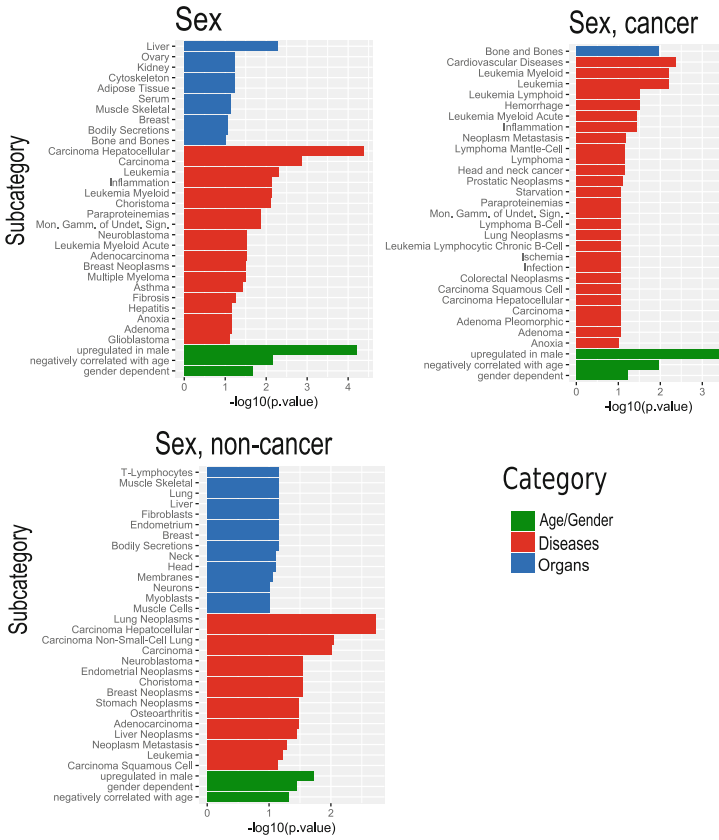 Sex
Subcategory
Liver
Ovary
Kidney
Cytoskeleton
Adipose Tissue
Serum
Muscle Skeletal
Breast
Bodily Secretions
Bone and Bones
Carcinoma Hepatocellular
Carcinoma
Leukemia
Inflammation
Leukemia Myeloid
Choristoma
Paraproteinemias
Mon. Gamm. of Undet. Sign.
Neuroblastoma
Leukemia Myeloid Acute
Adenocarcinoma
Breast Neoplasms
Multiple Myeloma
Asthma
Fibrosis
Hepatitis
Anoxia
Adenoma
Glioblastoma
upregulated in male
negatively correlated with age
gender dependent
0 1 2 3 4
-log10(p.value)
Sex, cancer
Bone and Bones
Cardiovascular Diseases
Leukemia Myeloid
Leukemia
Leukemia Lymphoid
Hemorrhage
Leukemia Myeloid Acute
Inflammation
Neoplasm Metastasis
Lymphoma Mantle-Cell
Lymphoma
Head and neck cancer
Prostatic Neoplasms
Starvation
Paraproteinemias
Mon. Gamm. of Undet. Sign.
Lymphoma B-Cell
Lung Neoplasms
Leukemia Lymphocytic Chronic B-Cell
Ischemia
Infection
Colorectal Neoplasms
Carcinoma Squamous Cell
Carcinoma Hepatocellular
Carcinoma
Adenoma Pleomorphic
Adenoma
Anoxia
upregulated in male
negatively correlated with age
gender dependent
0 1 2 3
-log10(p.value)
Sex, non-cancer
Subcategory
T-Lymphocytes
Muscle Skeletal
Lung
Liver
Fibroblasts
Endometrium
Breast
Bodily Secretions
Neck
Head
Membranes
Neurons
Myoblasts
Muscle Cells
Lung Neoplasms
Carcinoma Hepatocellular
Carcinoma Non-Small-Cell Lung
Carcinoma
Neuroblastoma
Endometrial Neoplasms
Choristoma
Breast Neoplasms
Stomach Neoplasms
Osteoarthritis
Adenocarcinoma
Liver Neoplasms
Neoplasm Metastasis
Leukemia
Carcinoma Squamous Cell
upregulated in male
gender dependent
negatively correlated with age
0 1 2
-log10(p.value)
Category
Age/Gender
Diseases
Organs